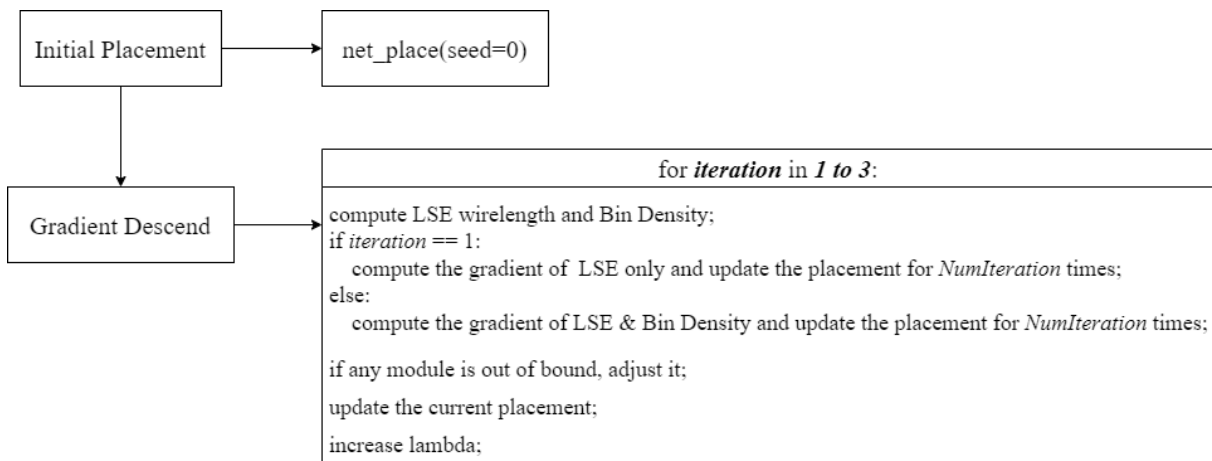 Initial Placement
net_place(seed=0)
Gradient Descend
for iteration in 1 to 3:
compute LSE wirelength and Bin Density;
if iteration == 1:
compute the gradient of LSE only and update the placement for NumIteration times;
else:
compute the gradient of LSE & Bin Density and update the placement for NumIteration times;
if any module is out of bound, adjust it;
update the current placement;
increase lambda;